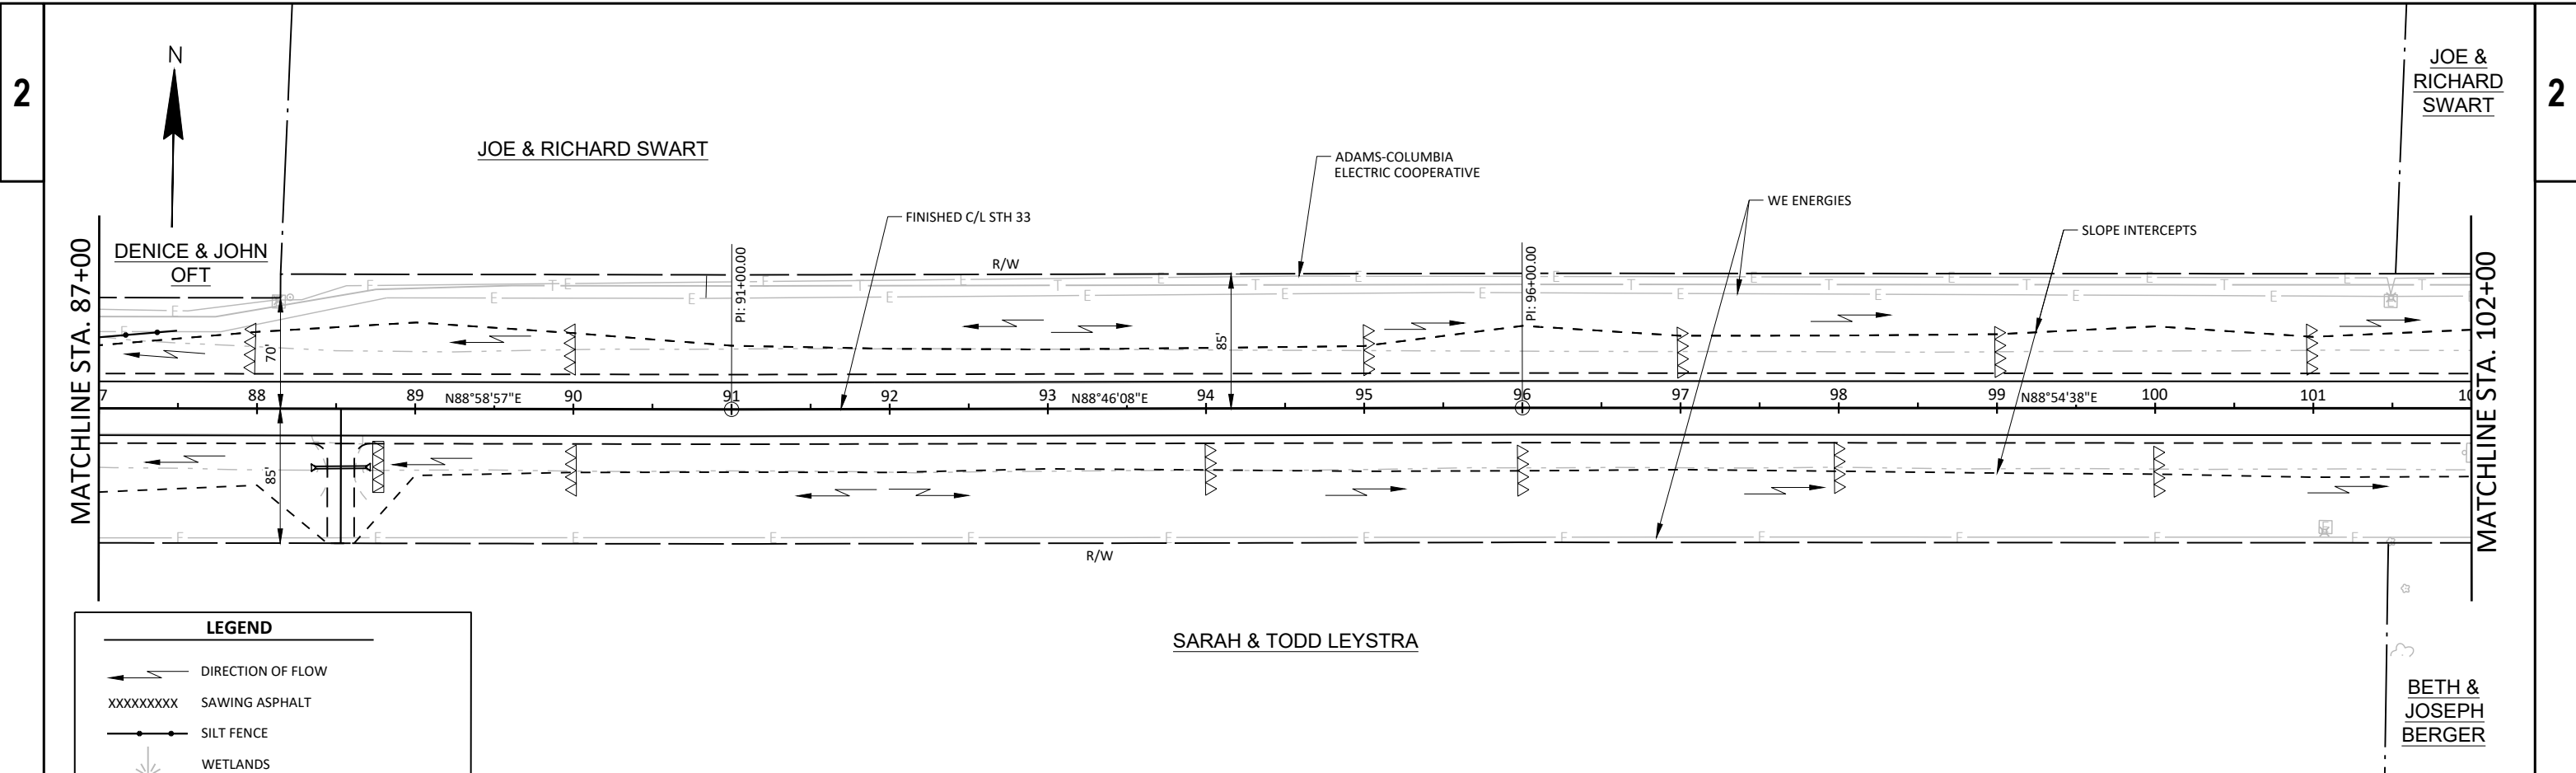 2
2
N
JOE &
RICHARD
SWART
JOE & RICHARD SWART
ADAMS-COLUMBIA
ELECTRIC COOPERATIVE
WE ENERGIES
FINISHED C/L STH 33
SLOPE INTERCEPTS
DENICE & JOHN
OFT
MATCHLINE STA. 87+00
MATCHLINE STA. 102+00
R/W
PI: 91+00.00
PI: 96+00.00
E E E E E E E E E E
T T T T T T T
E E E E E E E E E E
70'
85'
7 88 89 90 91 92 93 94 95 96 97 98 99 100 101 10
N88°58'57"E N88°46'08"E N88°54'38"E
85'
E E E E E E E E E E E E
R/W
LEGEND
DIRECTION OF FLOW
XXXXXXXXX SAWING ASPHALT
SILT FENCE
WETLANDS
SARAH & TODD LEYSTRA
BETH &
JOSEPH
BERGER